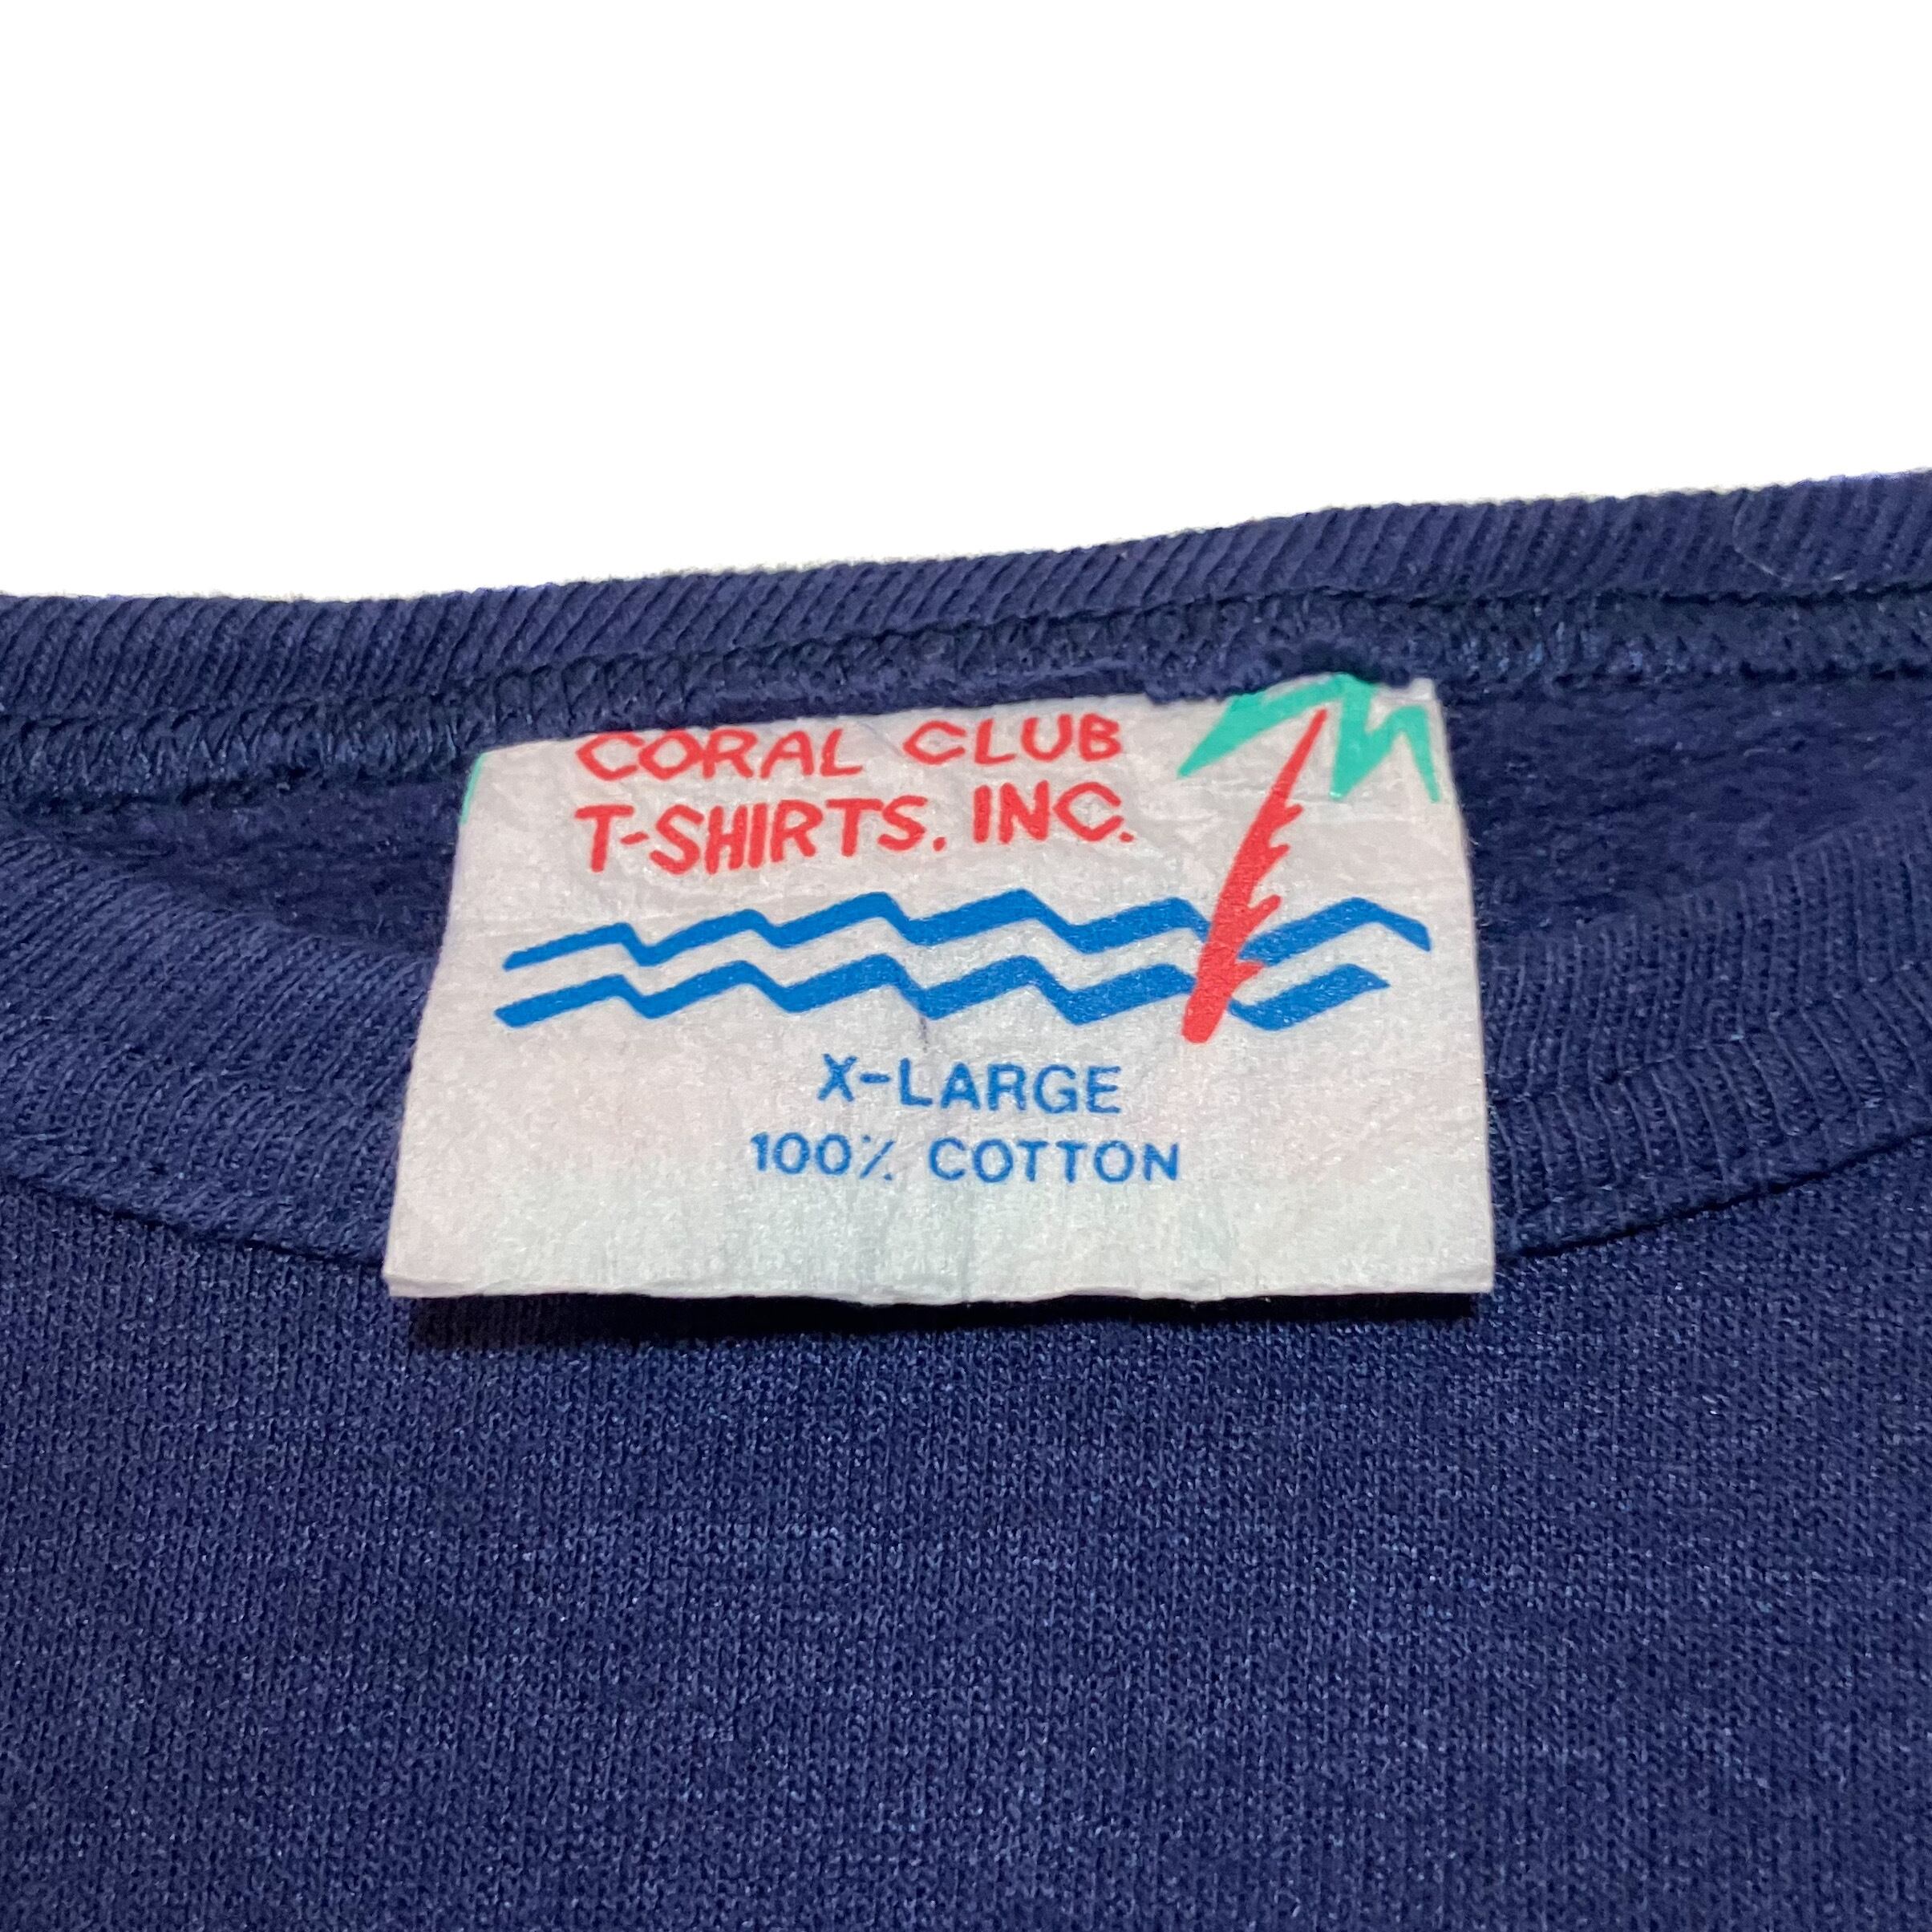 CORAL CLUB
T-SHIRTS, INC.
X-LARGE
100% COTTON